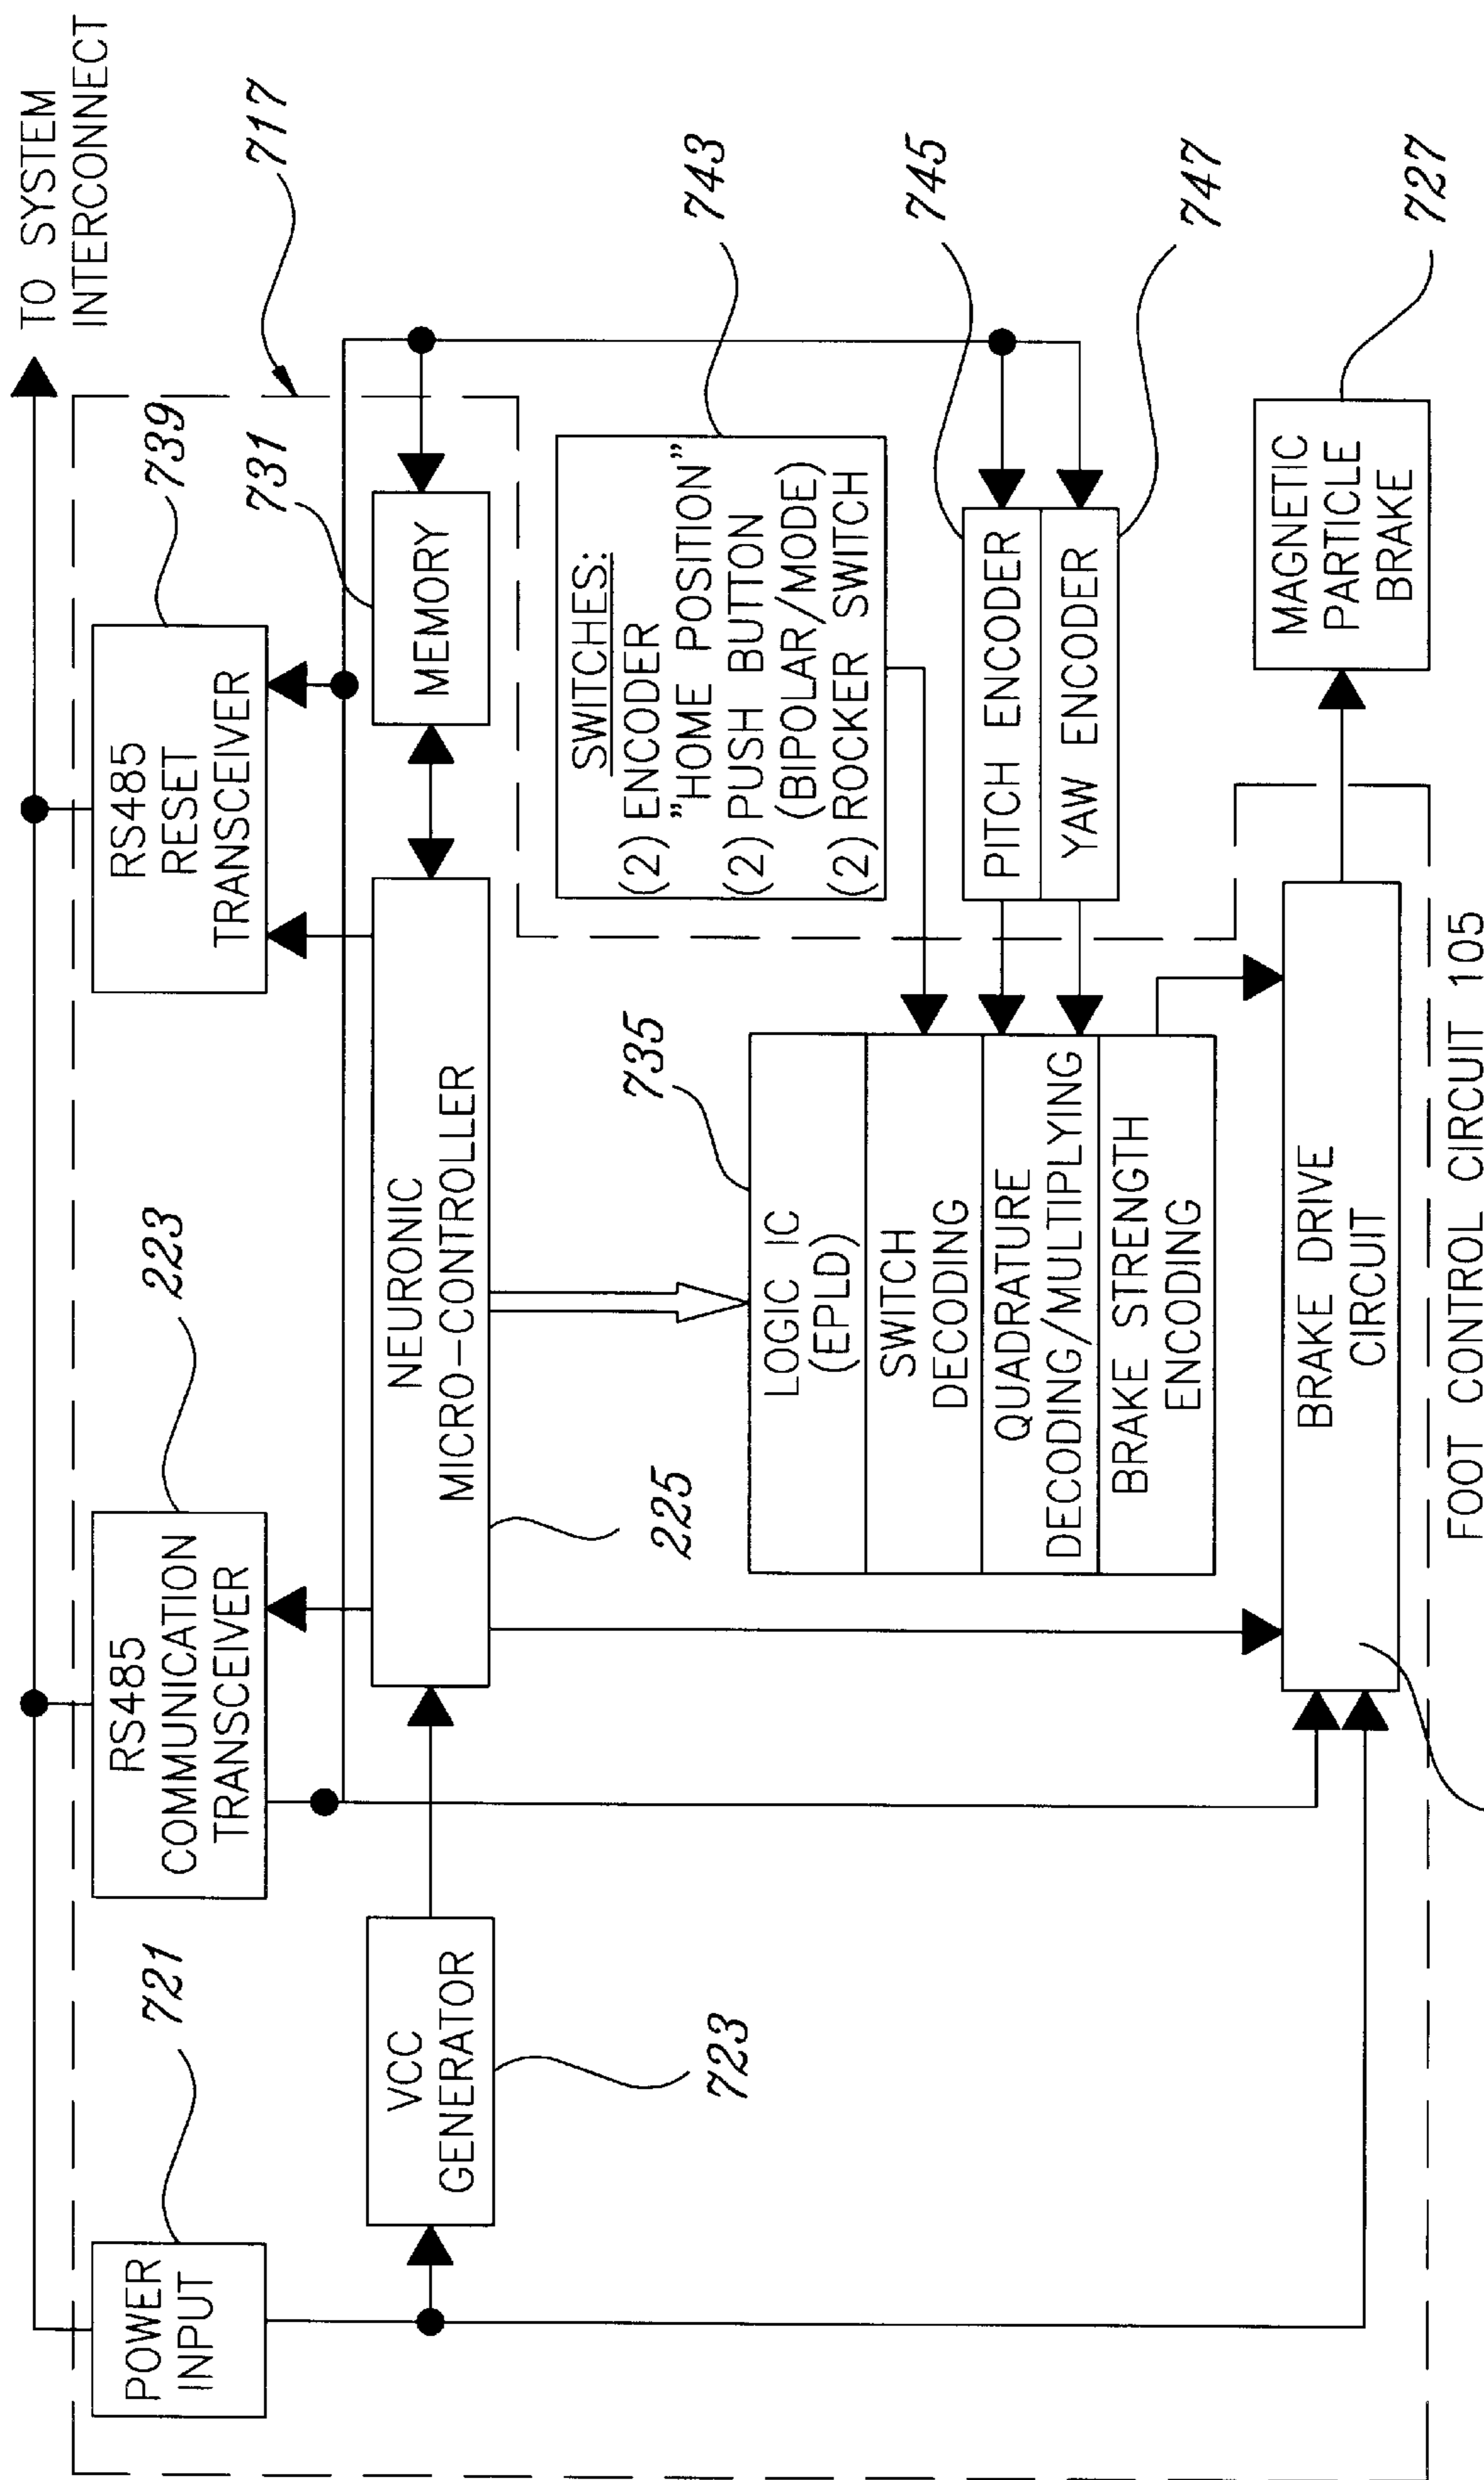 TO SYSTEM
INTERCONNECT
717
POWER
INPUT
721
RS485
COMMUNICATION
TRANSCEIVER
223
RS485
RESET
TRANSCEIVER
739
731
VCC
GENERATOR
723
NEURONIC
MICRO-CONTROLLER
225
MEMORY
SWITCHES:
(2) ENCODER
"HOME POSITION"
(2) PUSH BUTTON
(BIPOLAR/MODE)
(2) ROCKER SWITCH
743
735
LOGIC IC
(EPLD)
SWITCH
DECODING
QUADRATURE
DECODING/MULTIPLYING
BRAKE STRENGTH
ENCODING
PITCH ENCODER
745
YAW ENCODER
747
BRAKE DRIVE
CIRCUIT
MAGNETIC
PARTICLE
BRAKE
727
FOOT CONTROL CIRCUIT 105